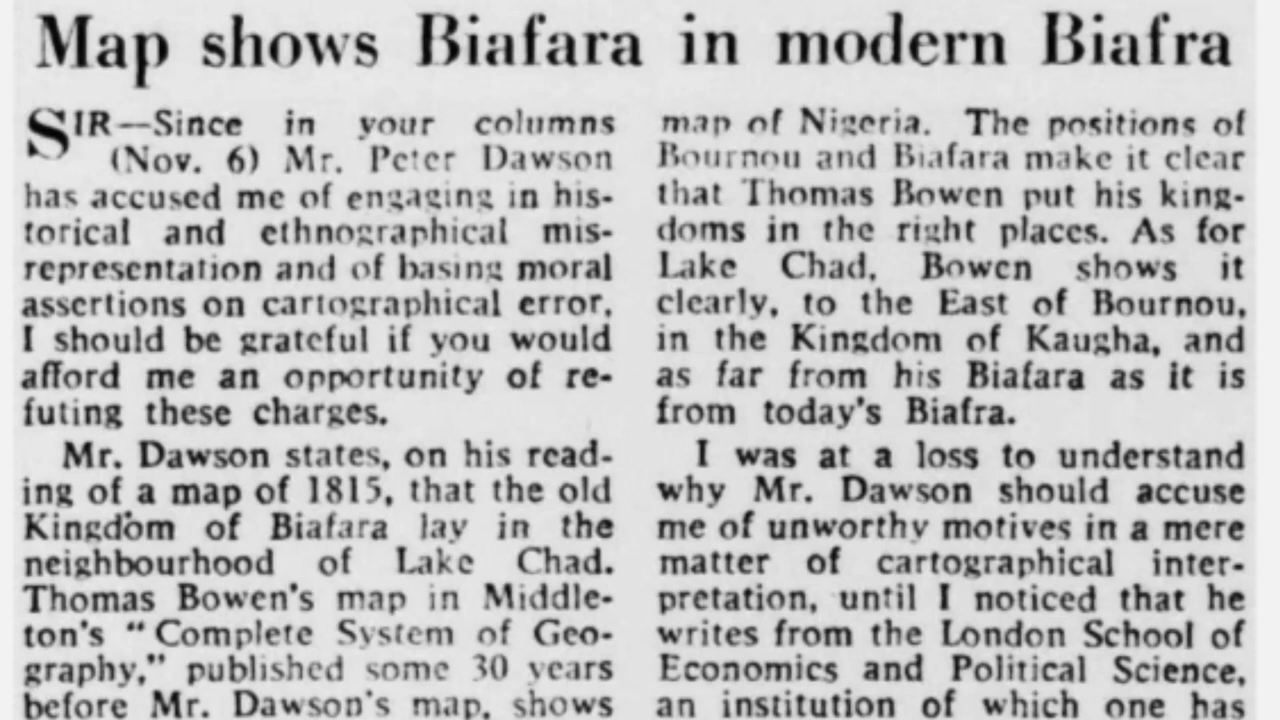 Map shows Biafara in modern Biafra
SIR—Since in your columns
(Nov. 6) Mr. Peter Dawson
has accused me of engaging in his-
torical and ethnographical mis-
representation and of basing moral
assertions on cartographical error,
I should be grateful if you would
afford me an opportunity of re-
futing these charges.
Mr. Dawson states, on his read-
ing of a map of 1815, that the old
Kingdom of Biafara lay in the
neighbourhood of Lake Chad.
Thomas Bowen's map in Middle-
ton's “Complete System of Geo-
graphy,” published some 30 years
before Mr. Dawson's map, shows
map of Nigeria. The positions of
Bournou and Biafara make it clear
that Thomas Bowen put his king-
doms in the right places. As for
Lake Chad, Bowen shows it
clearly, to the East of Bournou,
in the Kingdom of Kaugha, and
as far from his Biafara as it is
from today's Biafra.
I was at a loss to understand
why Mr. Dawson should accuse
me of unworthy motives in a mere
matter of cartographical inter-
pretation, until I noticed that he
writes from the London School of
Economics and Political Science,
an institution of which one has